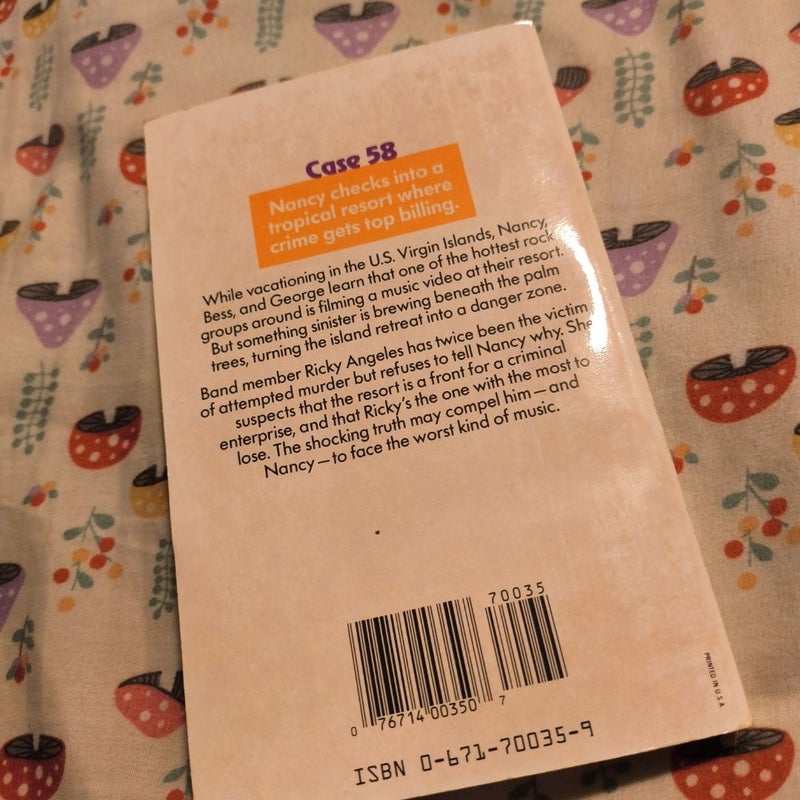 Case 58
Nancy checks into a
tropical resort where
crime gets top billing.
While vacationing in the U.S. Virgin Islands, Nancy,
Bess, and George learn that one of the hottest rock
groups around is filming a music video at their resort.
But something sinister is brewing beneath the palm
trees, turning the island retreat into a danger zone.
Band member Ricky Angeles has twice been the victim
of attempted murder but refuses to tell Nancy why. She
suspects that the resort is a front for a criminal
enterprise, and that Ricky's the one with the most to
lose. The shocking truth may compel him—and
Nancy—to face the worst kind of music.
70035
0 76714 00350 7
ISBN 0-671-70035-9
PRINTED IN U.S.A